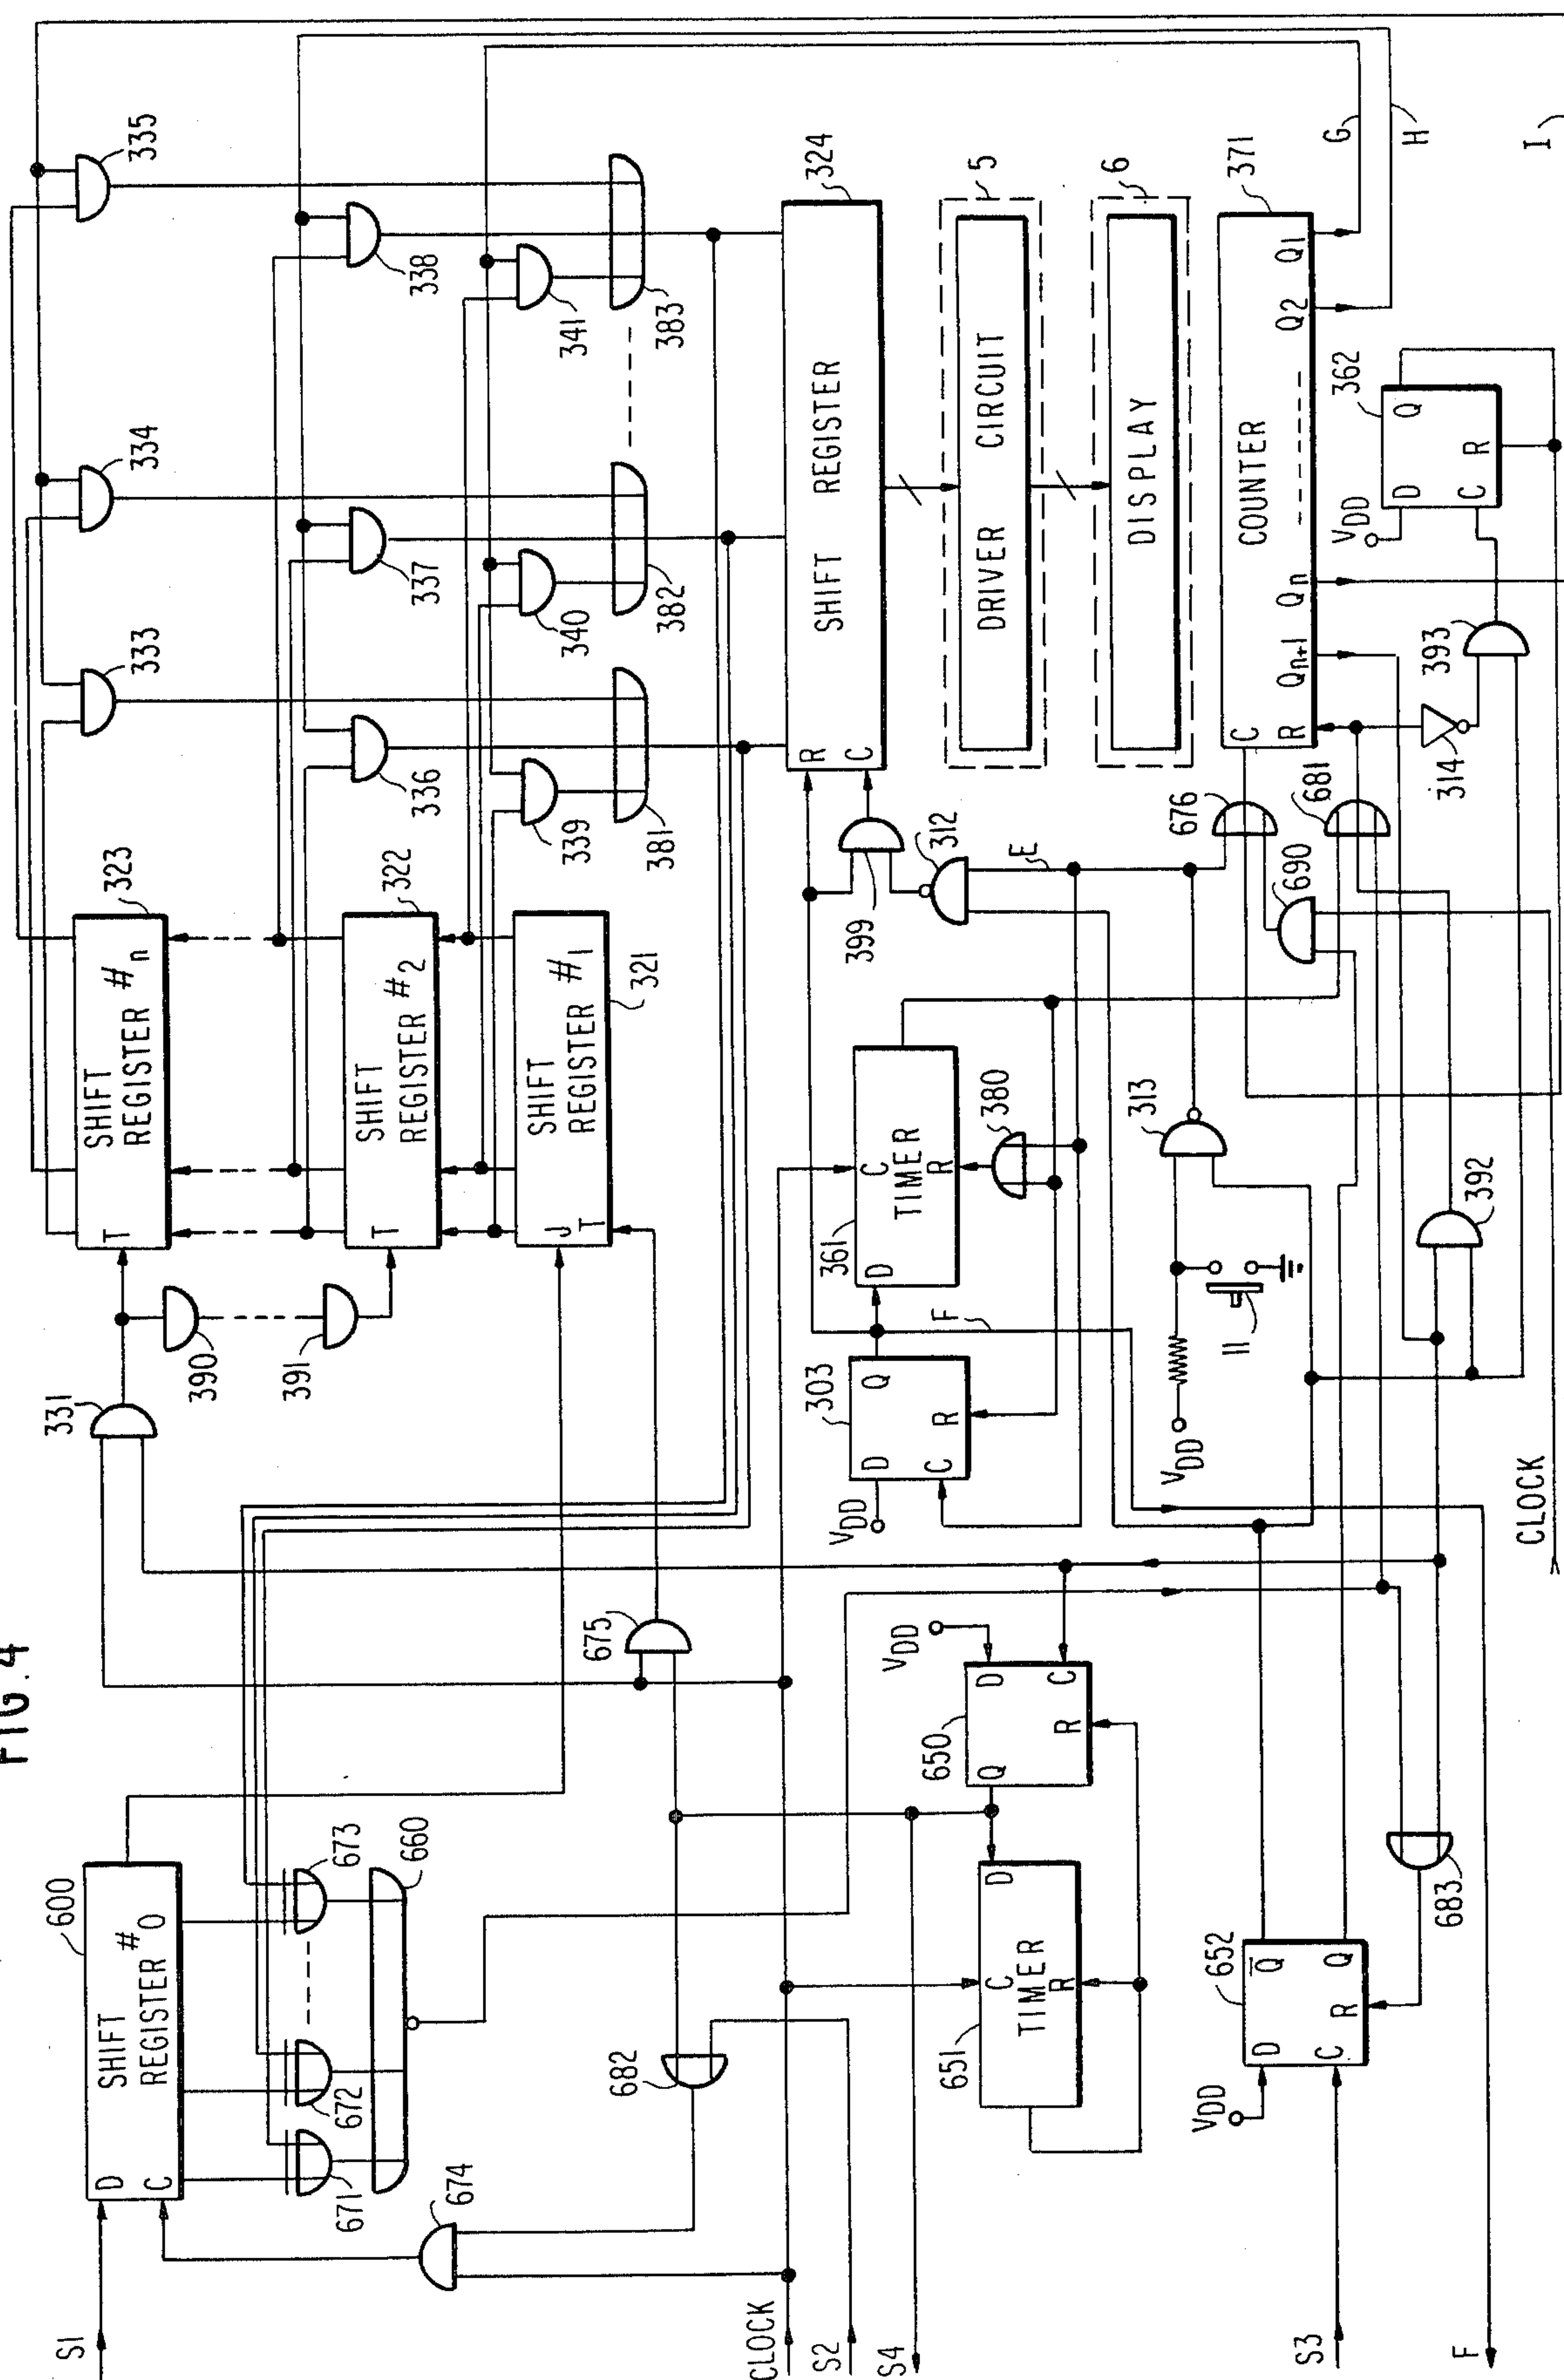 FIG. 4
S1
600
SHIFT
REGISTER #0
D
C
671
672
673
660
674
CLOCK
S2
S4
682
675
331
390
391
T
SHIFT
REGISTER #n
323
T
SHIFT
REGISTER #2
322
J
T
SHIFT
REGISTER #1
321
333
334
335
336
337
338
339
340
341
381
382
383
R
C
SHIFT REGISTER
324
DRIVER CIRCUIT
5
DISPLAY
6
399
312
E
361
D
C
R
TIMER
380
303
VDD
D
C
Q
R
F
VDD
11
313
650
VDD
D
C
Q
R
651
TIMER
D
C
R
652
VDD
D
C
Q̅
Q
R
683
S3
F
676
681
690
314
392
393
C
R
COUNTER
371
Qn+1
Qn
Q2
Q1
G
H
I
VDD
D
C
Q
R
362
CLOCK